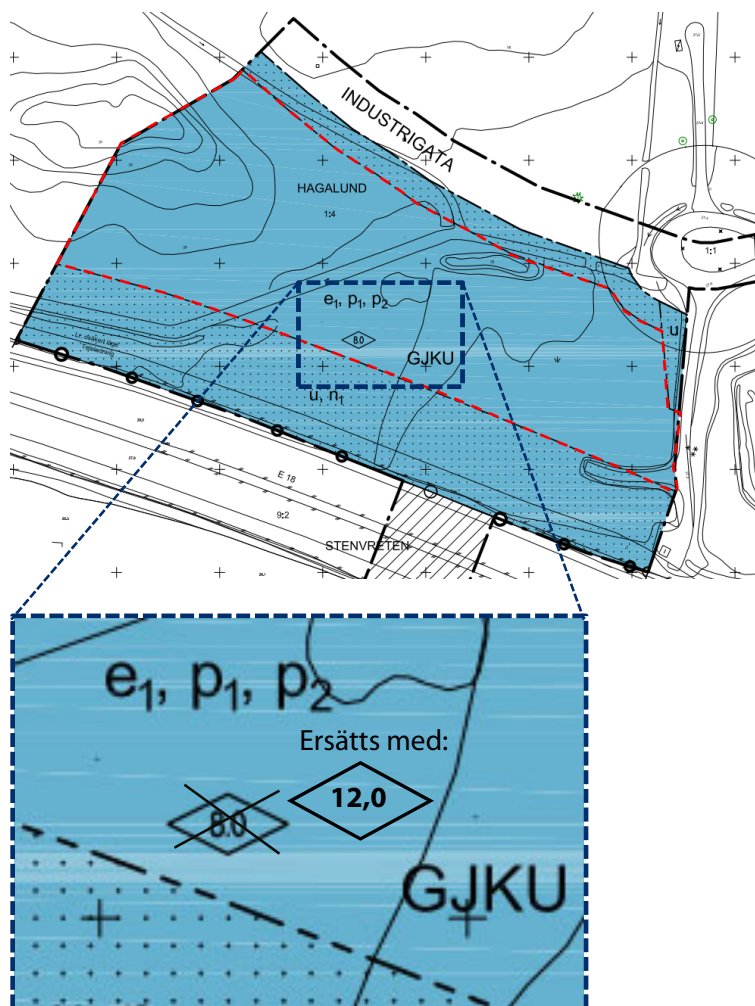 INDUSTRIGATA
HAGALUND
1:4
1:1
e1, p1, p2
8.0
GJKU
u
u, n1
E 18
9:2
STENVRETEN
e1, p1, p2
Ersätts med:
8.0
12,0
GJKU